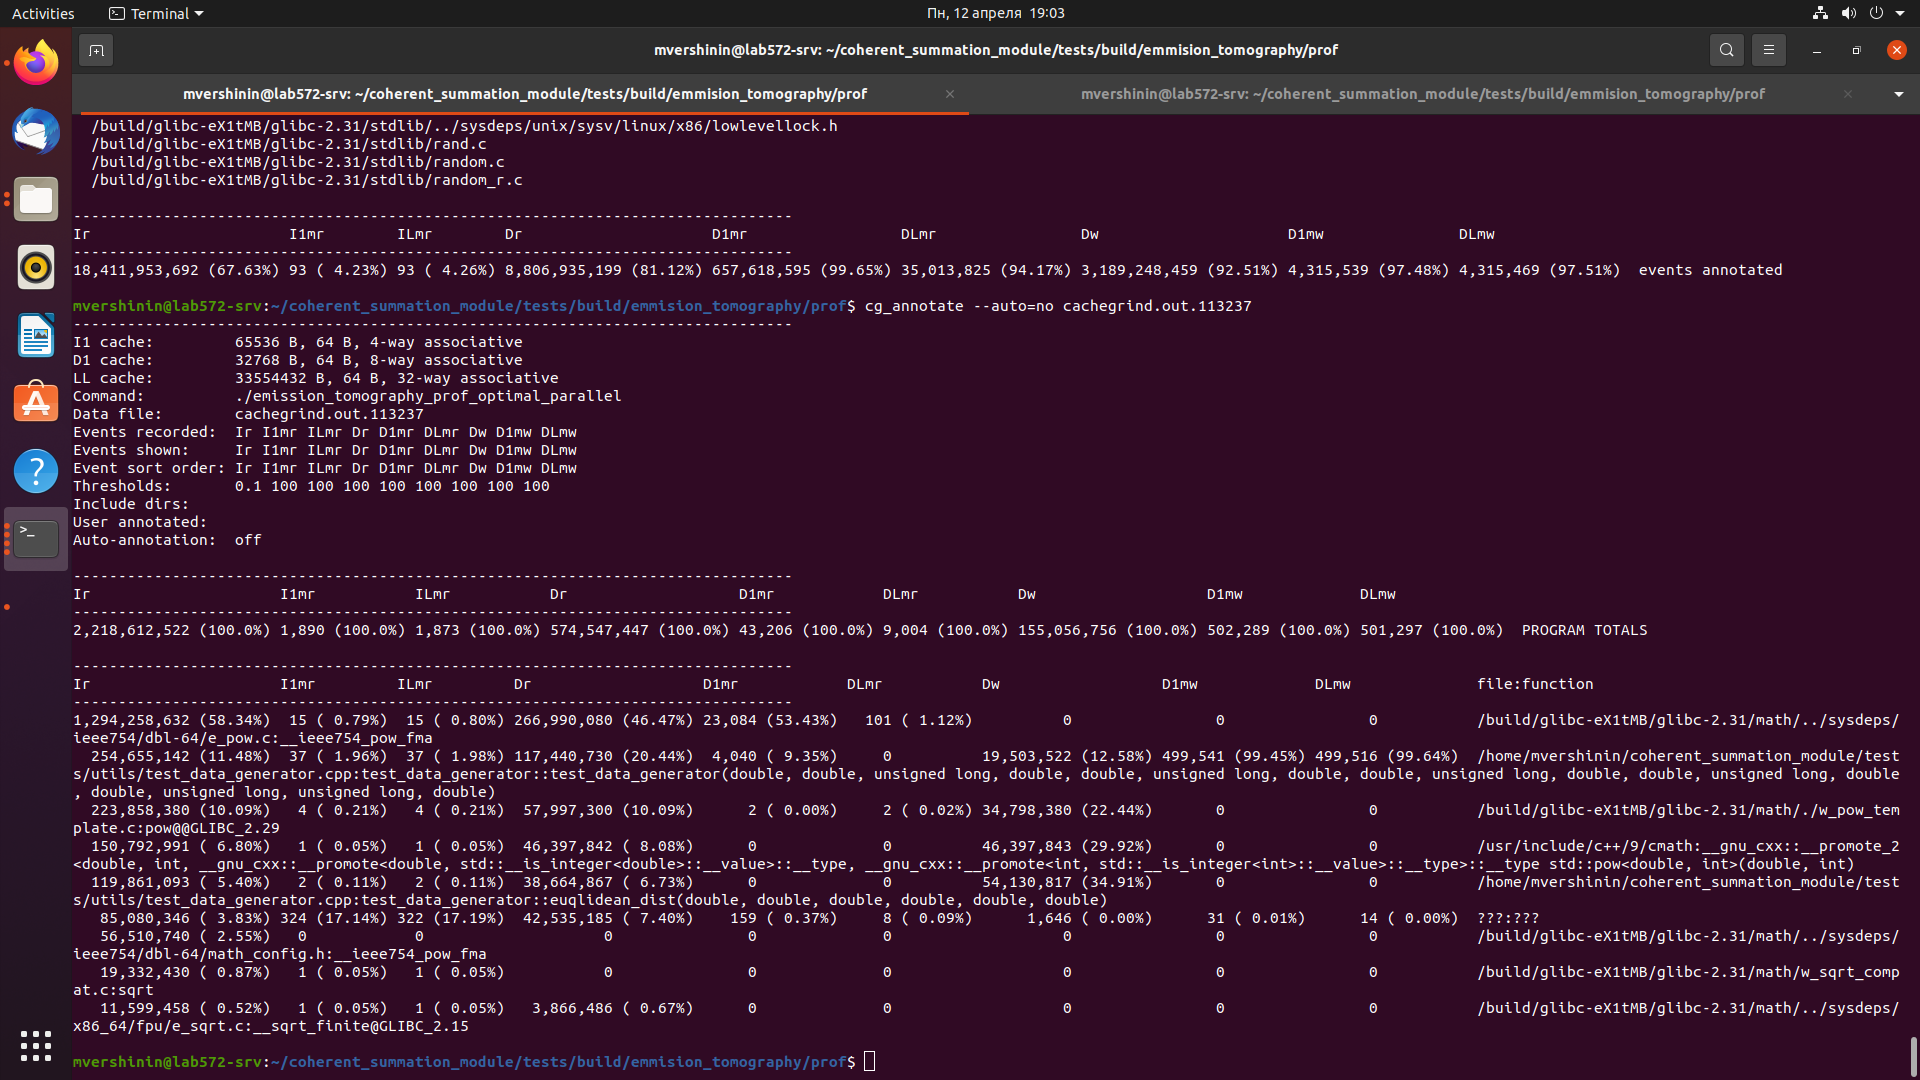 Activities
Terminal
Пн, 12 апреля 19:03
mvershinin@lab572-srv: ~/coherent_summation_module/tests/build/emmision_tomography/prof
mvershinin@lab572-srv: ~/coherent_summation_module/tests/build/emmision_tomography/prof
mvershinin@lab572-srv: ~/coherent_summation_module/tests/build/emmision_tomography/prof
/build/glibc-eX1tMB/glibc-2.31/stdlib/../sysdeps/unix/sysv/linux/x86/lowlevellock.h
/build/glibc-eX1tMB/glibc-2.31/stdlib/rand.c
/build/glibc-eX1tMB/glibc-2.31/stdlib/random.c
/build/glibc-eX1tMB/glibc-2.31/stdlib/random_r.c
--------------------------------------------------------------------------------
Ir I1mr ILmr Dr D1mr DLmr Dw D1mw DLmw
--------------------------------------------------------------------------------
18,411,953,692 (67.63%) 93 ( 4.23%) 93 ( 4.26%) 8,806,935,199 (81.12%) 657,618,595 (99.65%) 35,013,825 (94.17%) 3,189,248,459 (92.51%) 4,315,539 (97.48%) 4,315,469 (97.51%) events annotated
mvershinin@lab572-srv:~/coherent_summation_module/tests/build/emmision_tomography/prof$ cg_annotate --auto=no cachegrind.out.113237
--------------------------------------------------------------------------------
I1 cache: 65536 B, 64 B, 4-way associative
D1 cache: 32768 B, 64 B, 8-way associative
LL cache: 33554432 B, 64 B, 32-way associative
Command: ./emission_tomography_prof_optimal_parallel
Data file: cachegrind.out.113237
Events recorded: Ir I1mr ILmr Dr D1mr DLmr Dw D1mw DLmw
Events shown: Ir I1mr ILmr Dr D1mr DLmr Dw D1mw DLmw
Event sort order: Ir I1mr ILmr Dr D1mr DLmr Dw D1mw DLmw
Thresholds: 0.1 100 100 100 100 100 100 100 100
Include dirs:
User annotated:
Auto-annotation: off
--------------------------------------------------------------------------------
Ir I1mr ILmr Dr D1mr DLmr Dw D1mw DLmw
--------------------------------------------------------------------------------
2,218,612,522 (100.0%) 1,890 (100.0%) 1,873 (100.0%) 574,547,447 (100.0%) 43,206 (100.0%) 9,004 (100.0%) 155,056,756 (100.0%) 502,289 (100.0%) 501,297 (100.0%) PROGRAM TOTALS
--------------------------------------------------------------------------------
Ir I1mr ILmr Dr D1mr DLmr Dw D1mw DLmw file:function
--------------------------------------------------------------------------------
1,294,258,632 (58.34%) 15 ( 0.79%) 15 ( 0.80%) 266,990,080 (46.47%) 23,084 (53.43%) 101 ( 1.12%) 0 0 0 /build/glibc-eX1tMB/glibc-2.31/math/../sysdeps/
ieee754/dbl-64/e_pow.c:__ieee754_pow_fma
254,655,142 (11.48%) 37 ( 1.96%) 37 ( 1.98%) 117,440,730 (20.44%) 4,040 ( 9.35%) 0 19,503,522 (12.58%) 499,541 (99.45%) 499,516 (99.64%) /home/mvershinin/coherent_summation_module/test
s/utils/test_data_generator.cpp:test_data_generator::test_data_generator(double, double, unsigned long, double, double, unsigned long, double, double, unsigned long, double, double, unsigned long, double
, double, unsigned long, unsigned long, double)
223,858,380 (10.09%) 4 ( 0.21%) 4 ( 0.21%) 57,997,300 (10.09%) 2 ( 0.00%) 2 ( 0.02%) 34,798,380 (22.44%) 0 0 /build/glibc-eX1tMB/glibc-2.31/math/./w_pow_tem
plate.c:pow@@GLIBC_2.29
150,792,991 ( 6.80%) 1 ( 0.05%) 1 ( 0.05%) 46,397,842 ( 8.08%) 0 0 46,397,843 (29.92%) 0 0 /usr/include/c++/9/cmath:__gnu_cxx::__promote_2
<double, int, __gnu_cxx::__promote<double, std::__is_integer<double>::__value>::__type, __gnu_cxx::__promote<int, std::__is_integer<int>::__value>::__type>::__type std::pow<double, int>(double, int)
119,861,093 ( 5.40%) 2 ( 0.11%) 2 ( 0.11%) 38,664,867 ( 6.73%) 0 0 54,130,817 (34.91%) 0 0 /home/mvershinin/coherent_summation_module/test
s/utils/test_data_generator.cpp:test_data_generator::euqlidean_dist(double, double, double, double, double, double)
85,080,346 ( 3.83%) 324 (17.14%) 322 (17.19%) 42,535,185 ( 7.40%) 159 ( 0.37%) 8 ( 0.09%) 1,646 ( 0.00%) 31 ( 0.01%) 14 ( 0.00%) ???:???
56,510,740 ( 2.55%) 0 0 0 0 0 0 0 0 /build/glibc-eX1tMB/glibc-2.31/math/../sysdeps/
ieee754/dbl-64/math_config.h:__ieee754_pow_fma
19,332,430 ( 0.87%) 1 ( 0.05%) 1 ( 0.05%) 0 0 0 0 0 0 /build/glibc-eX1tMB/glibc-2.31/math/w_sqrt_comp
at.c:sqrt
11,599,458 ( 0.52%) 1 ( 0.05%) 1 ( 0.05%) 3,866,486 ( 0.67%) 0 0 0 0 0 /build/glibc-eX1tMB/glibc-2.31/math/../sysdeps/
x86_64/fpu/e_sqrt.c:__sqrt_finite@GLIBC_2.15
mvershinin@lab572-srv:~/coherent_summation_module/tests/build/emmision_tomography/prof$